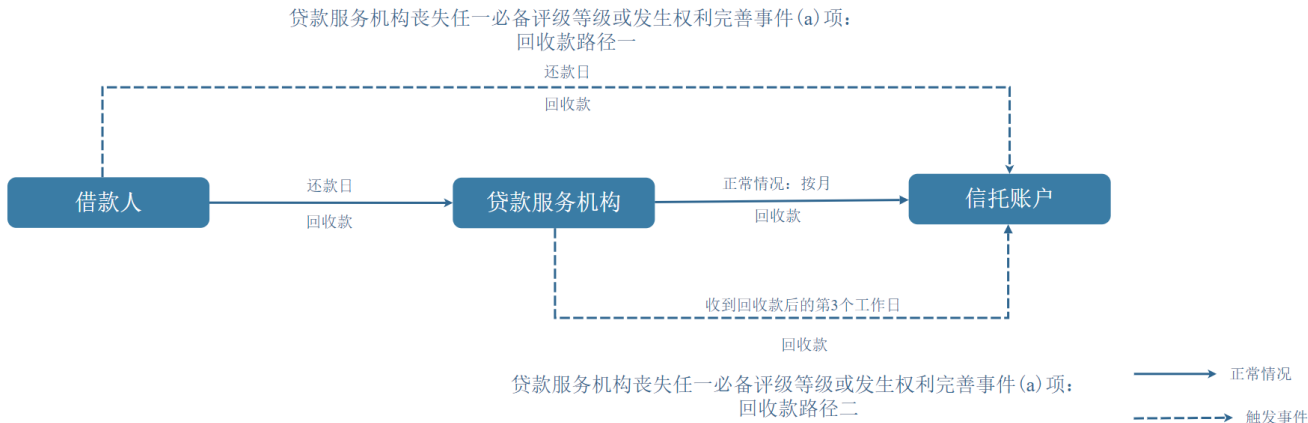 贷款服务机构丧失任一必备评级等级或发生权利完善事件(a)项:
回收款路径一
还款日
回收款
借款人
还款日
回收款
贷款服务机构
正常情况: 按月
回收款
信托账户
收到回收款后的第3个工作日
回收款
贷款服务机构丧失任一必备评级等级或发生权利完善事件(a)项:
回收款路径二
正常情况
触发事件